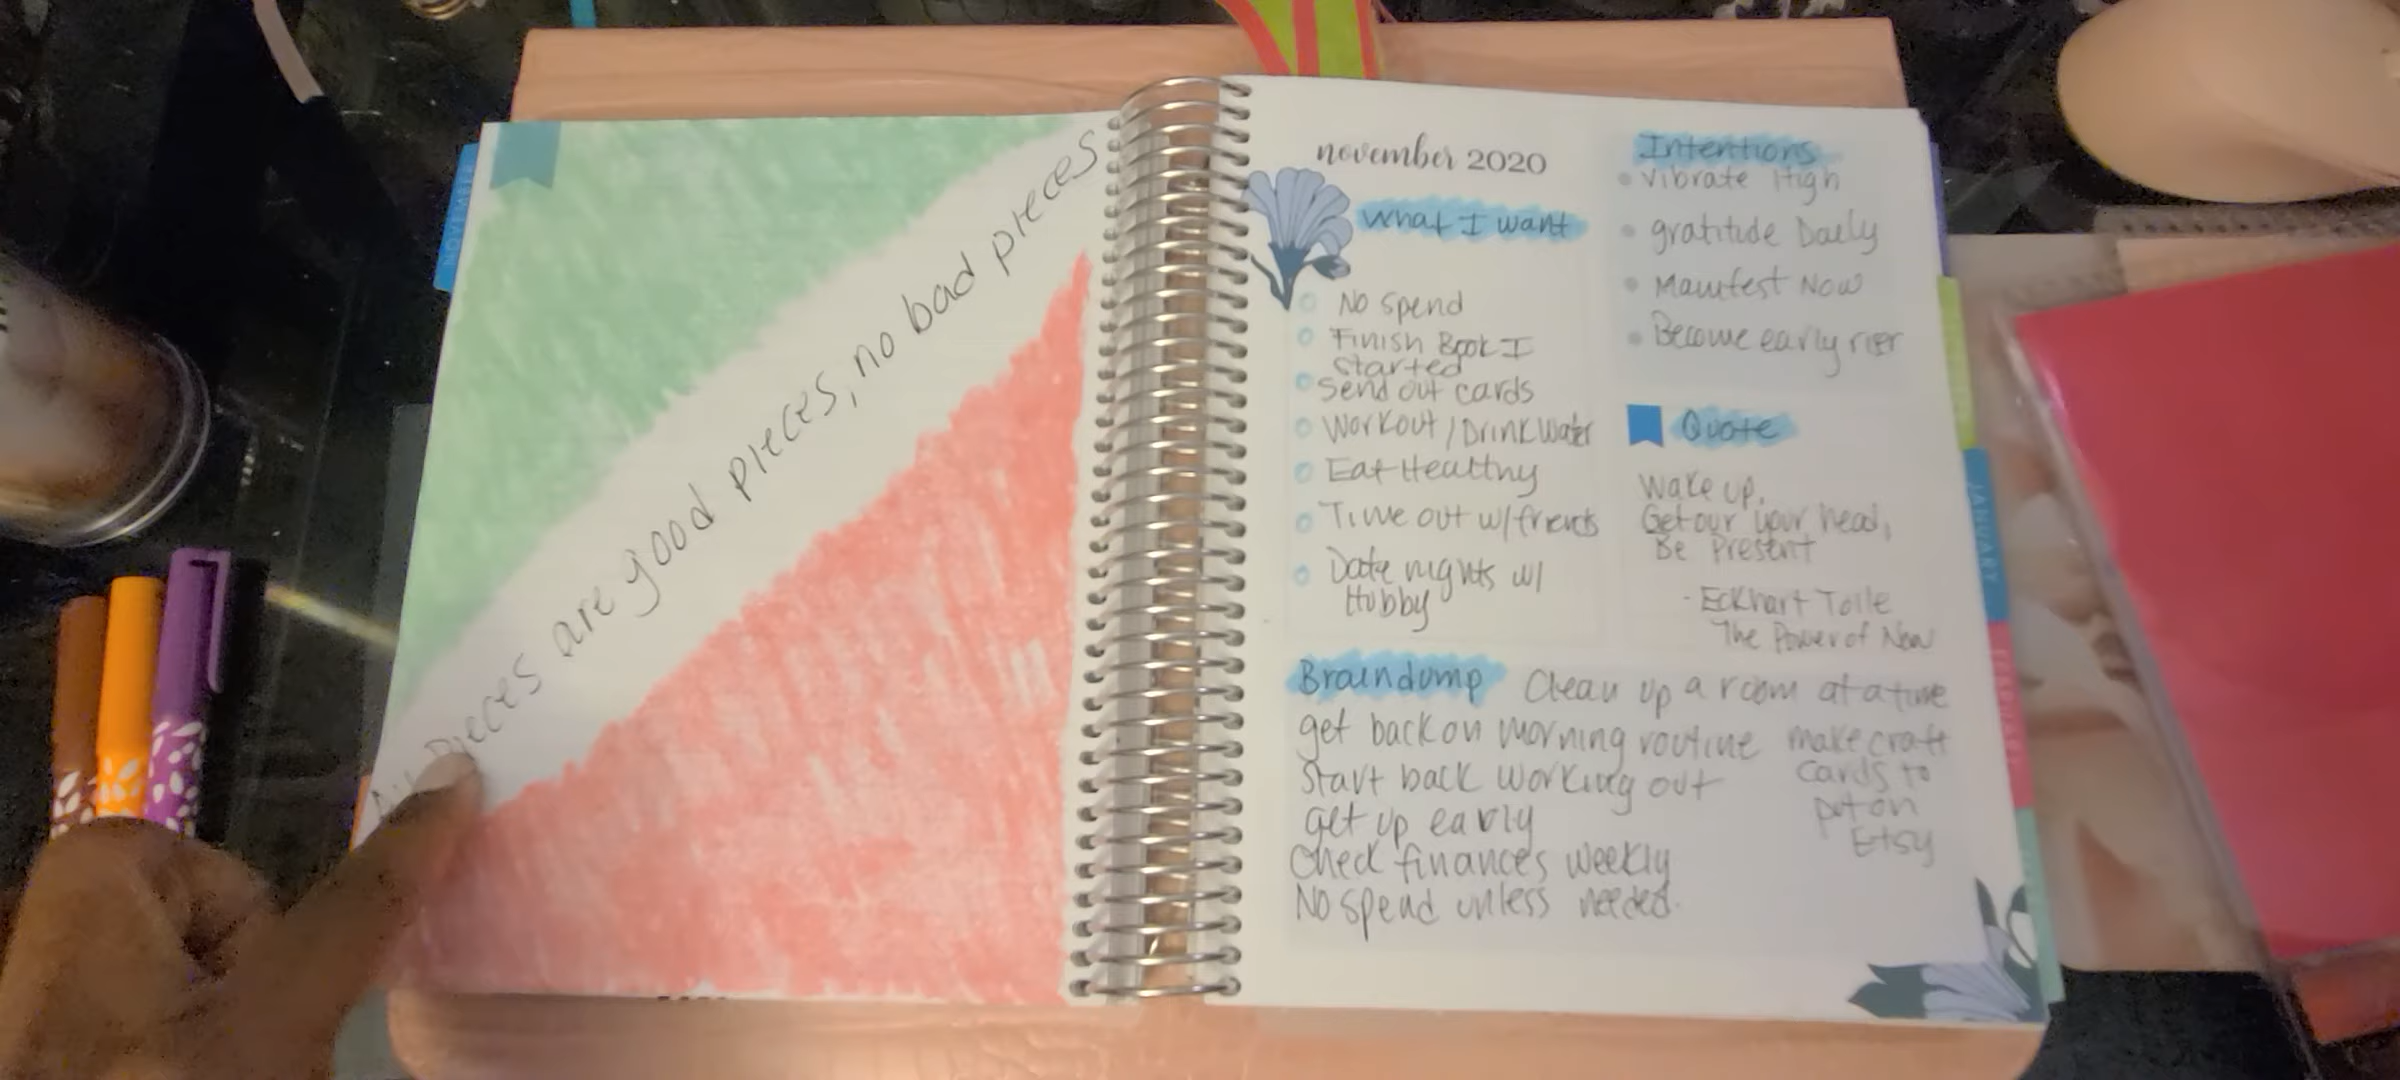 NOVEMBER
pieces are good pieces, no bad pieces
november 2020
What I want
No spend
Finish Book I
Started
Send out cards
Workout / Drink Water
Eat Healthy
Time out w/ friends
Date nights w/
Hubby
Intentions
Vibrate High
gratitude Daily
Manifest Now
Become early riser
Quote
Wake up,
Get our your head,
Be Present
- Eckhart Tolle
The Power of Now
Braindump Clean up a room at a time
get back on morning routine
Start back working out
get up early
Check finances weekly
No spend unless needed.
make craft
cards to
put on
Etsy
JANUARY